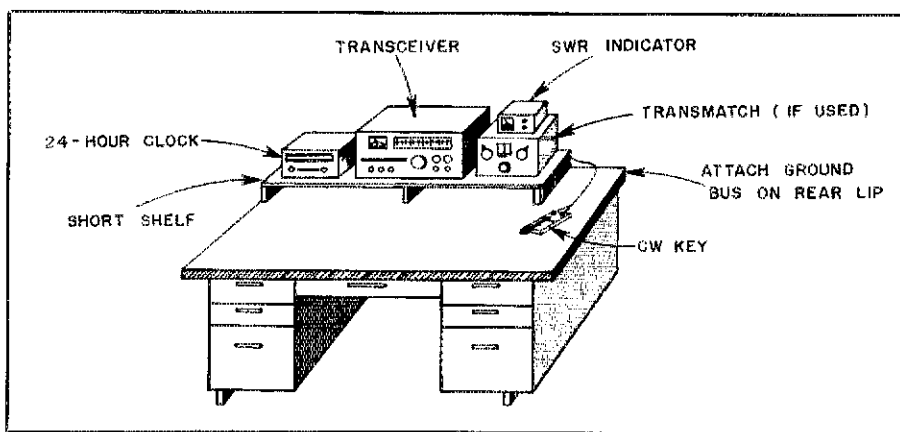 TRANSCEIVER
SWR INDICATOR
24-HOUR CLOCK
TRANSMATCH (IF USED)
ATTACH GROUND
BUS ON REAR LIP
SHORT SHELF
CW KEY